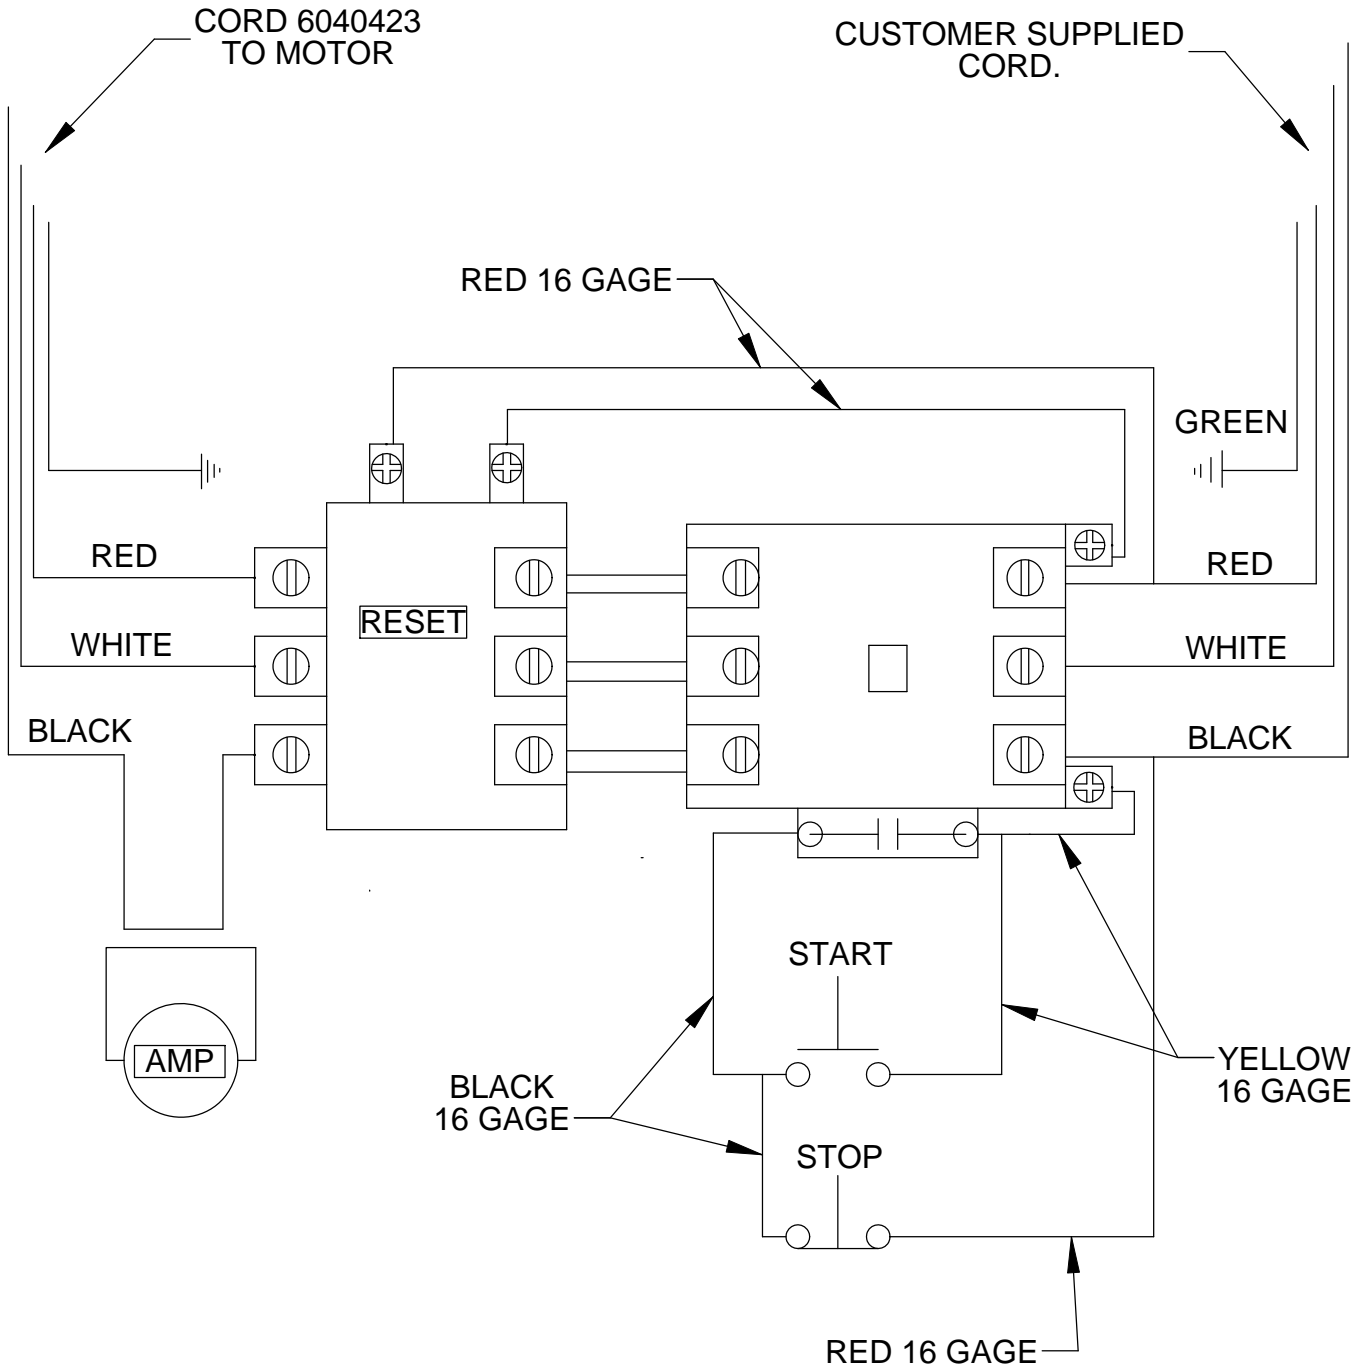 CORD 6040423
TO MOTOR
CUSTOMER SUPPLIED
CORD.
RED 16 GAGE
GREEN
RED
RED
RESET
WHITE
WHITE
BLACK
BLACK
START
AMP
BLACK
16 GAGE
YELLOW
16 GAGE
STOP
RED 16 GAGE